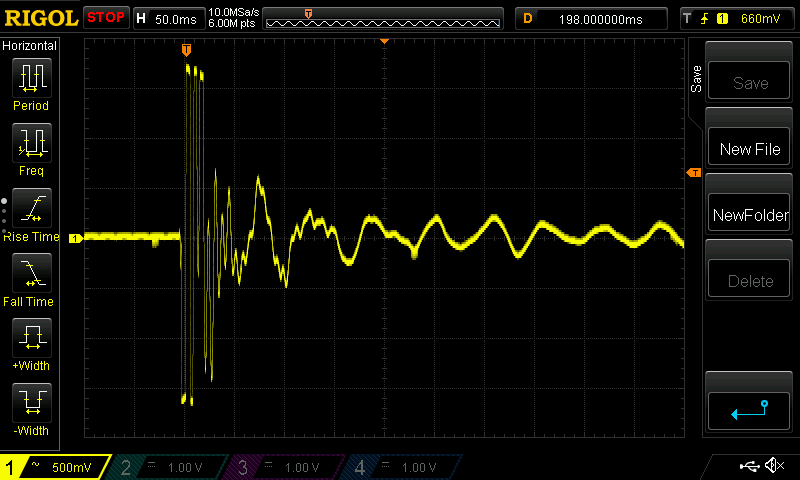 RIGOL STOP H 50.0ms 10.0MSa/s 6.00M pts T D 198.000000ms T 1 660mV
Horizontal
Period
Freq
Rise Time
Fall Time
+Width
-Width
T
T
1
Save
Save
New File
NewFolder
Delete
1 ~ 500mV 2 1.00 V 3 1.00 V 4 1.00 V